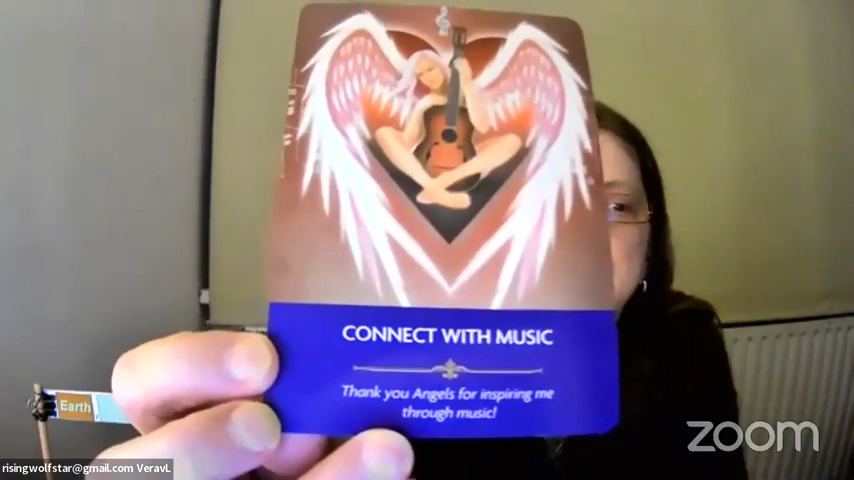 CONNECT WITH MUSIC
Thank you Angels for inspiring me
through music!
Earth
zoom
risingwolfstar@gmail.com VeravL